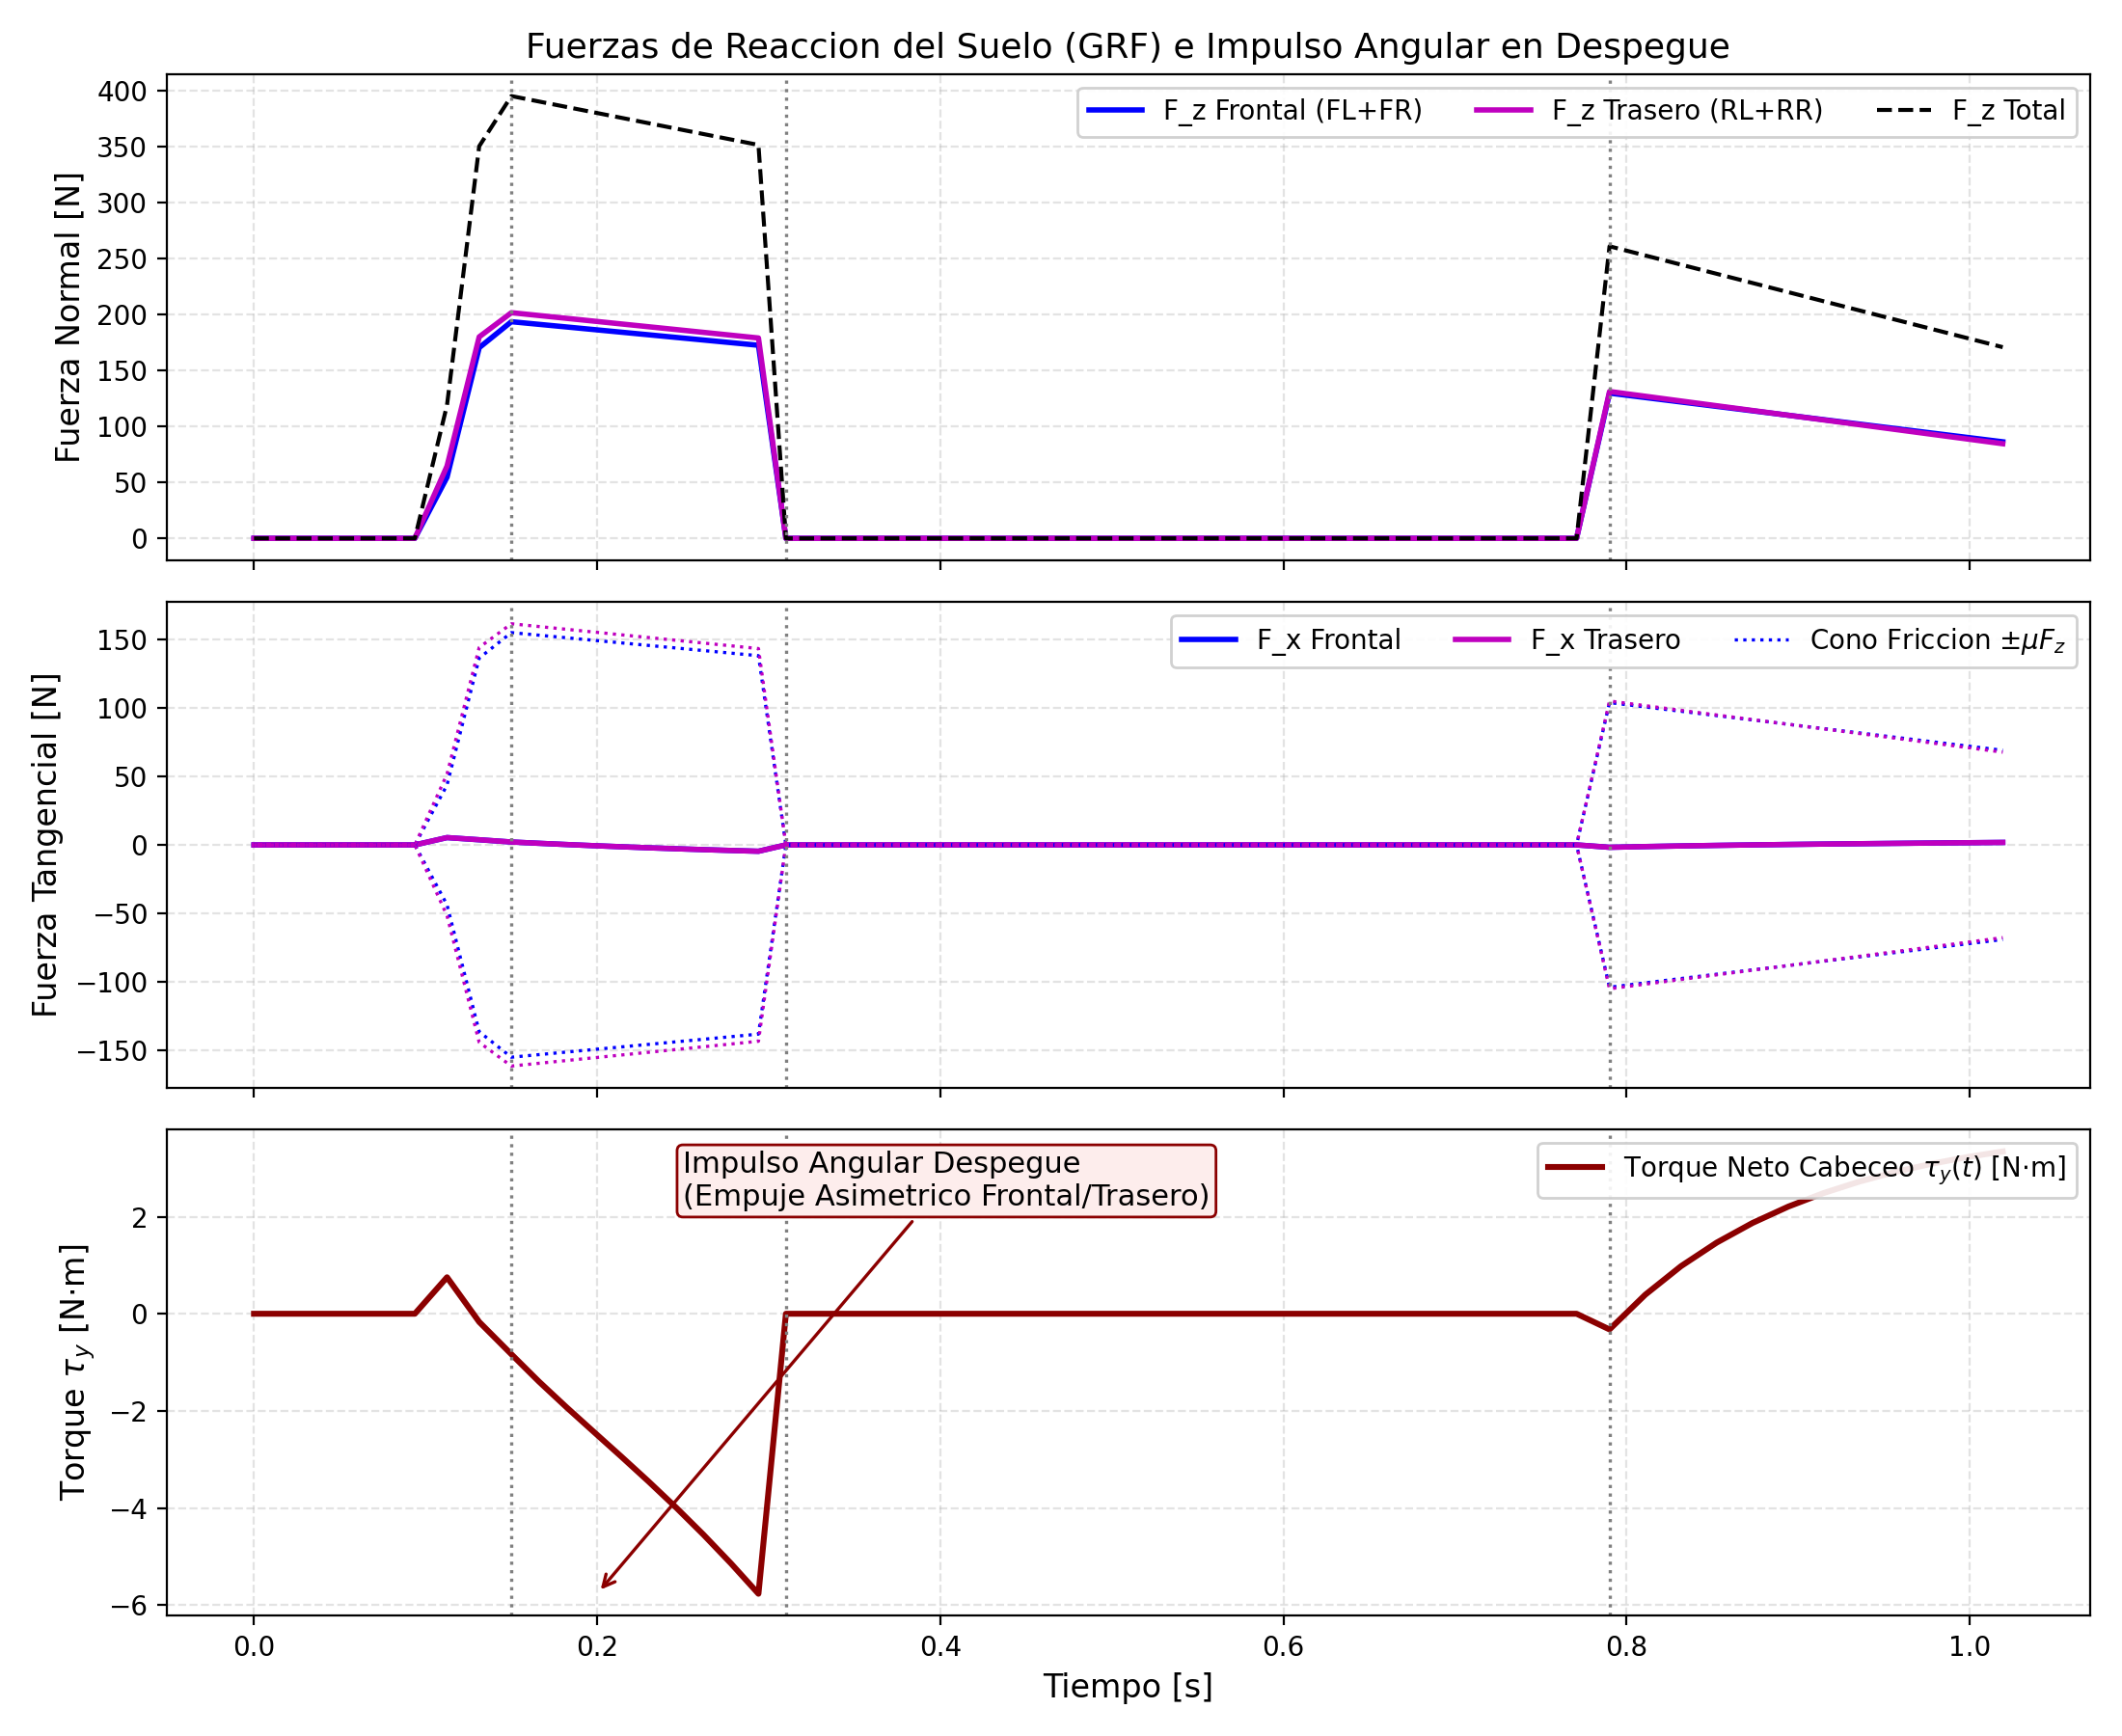 Fuerzas de Reaccion del Suelo (GRF) e Impulso Angular en Despegue
F_z Frontal (FL+FR) F_z Trasero (RL+RR) F_z Total
Fuerza Normal [N]
400
350
300
250
200
150
100
50
0
F_x Frontal F_x Trasero Cono Friccion ±μF_z
Fuerza Tangencial [N]
150
100
50
0
−50
−100
−150
Impulso Angular Despegue
(Empuje Asimetrico Frontal/Trasero)
Torque Neto Cabeceo τ_y(t) [N·m]
Torque τ_y [N·m]
2
0
−2
−4
−6
0.0 0.2 0.4 0.6 0.8 1.0
Tiempo [s]